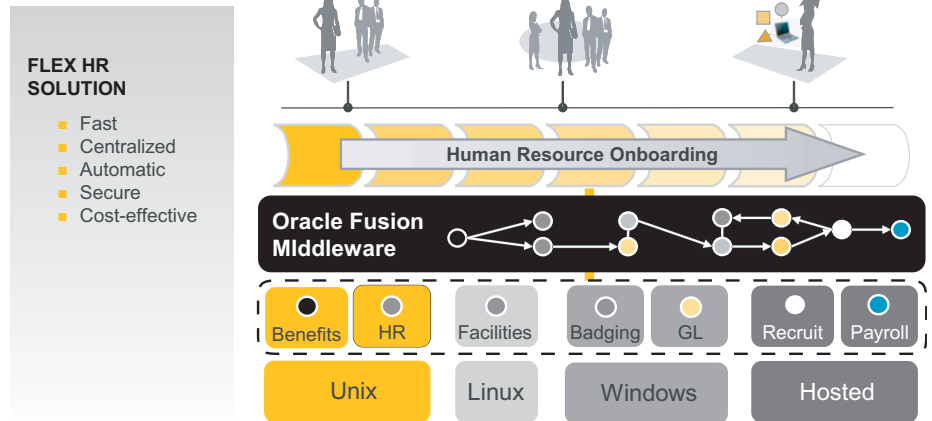 FLEX HR
SOLUTION
Fast
Centralized
Automatic
Secure
Cost-effective
Human Resource Onboarding
Oracle Fusion
MIddleware
Benefits
HR
Facilities
Badging
GL
Recruit
Payroll
Unix
Linux
Windows
Hosted